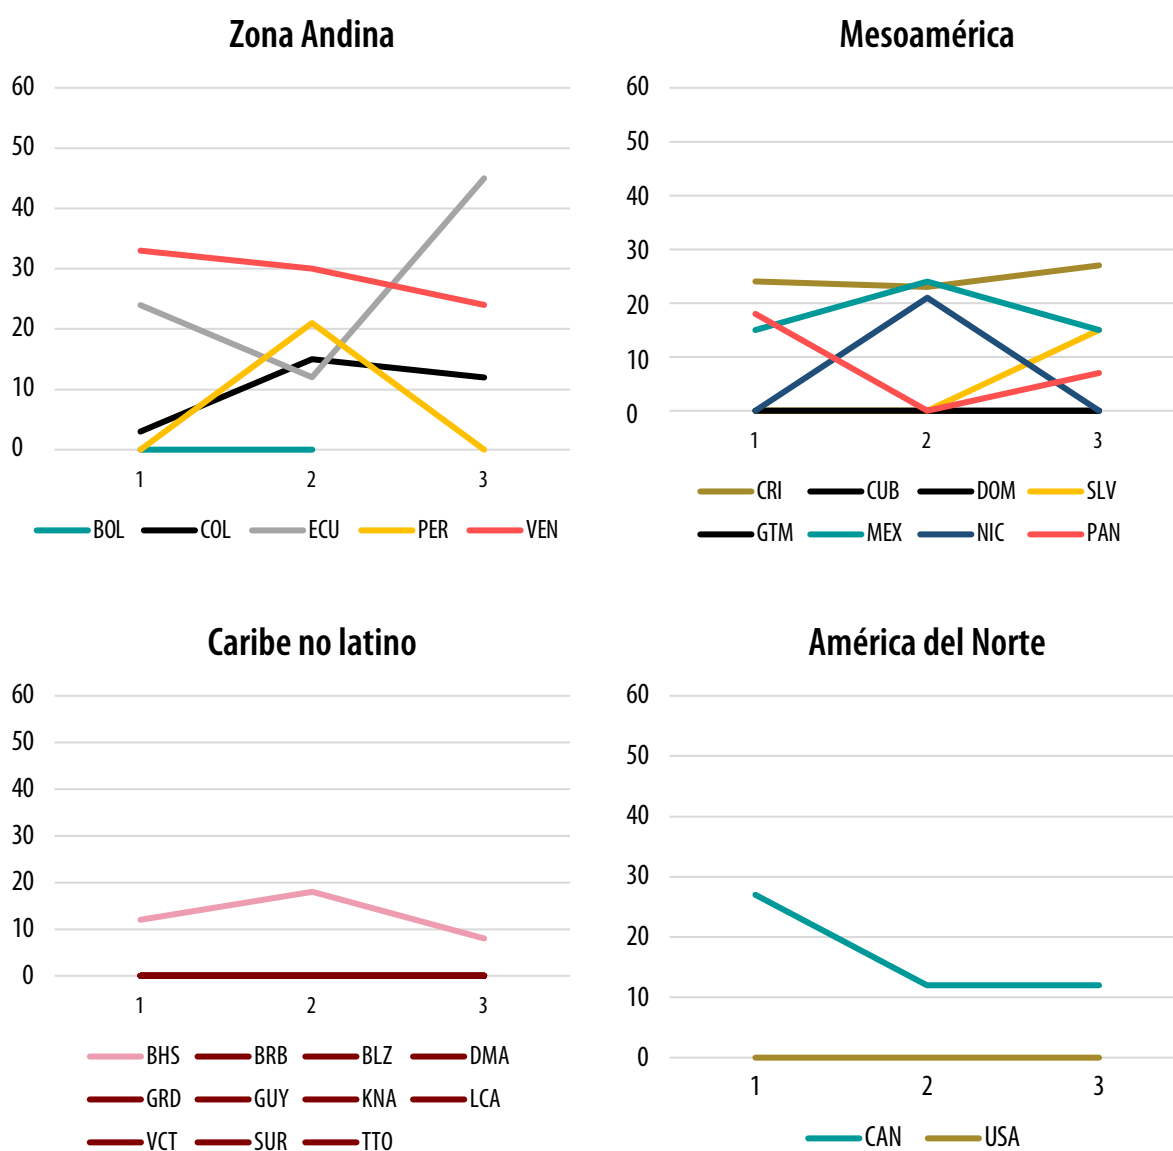 Zona Andina
60
50
40
30
20
10
0
1 2 3
BOL COL ECU PER VEN
Mesoamérica
60
50
40
30
20
10
0
1 2 3
CRI CUB DOM SLV
GTM MEX NIC PAN
Caribe no latino
60
50
40
30
20
10
0
1 2 3
BHS BRB BLZ DMA
GRD GUY KNA LCA
VCT SUR TTO
América del Norte
60
50
40
30
20
10
0
1 2 3
CAN USA